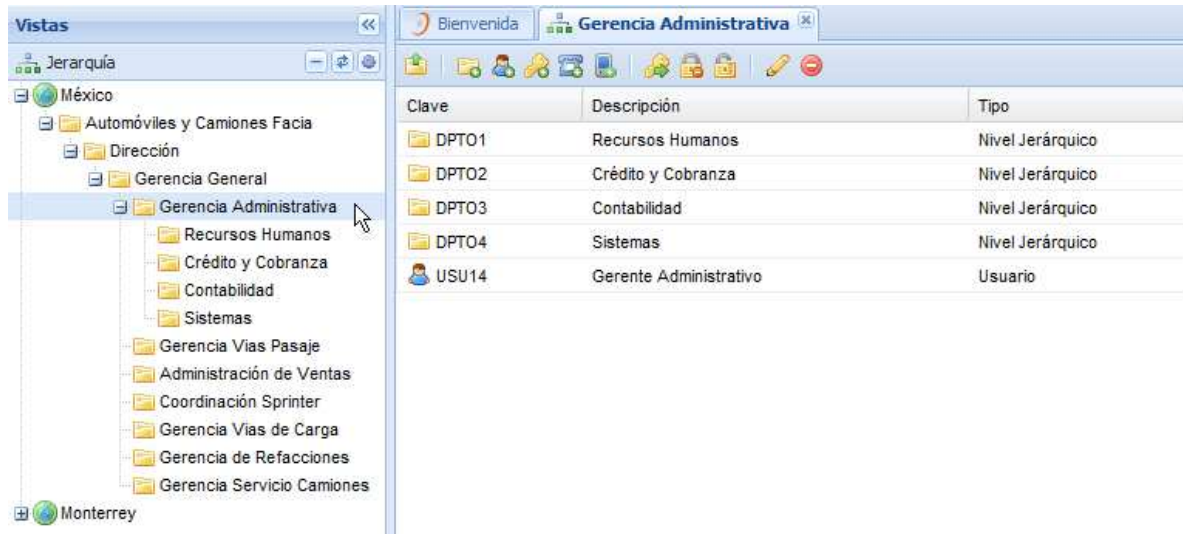 Vistas
Jerarquía
México
Automóviles y Camiones Facia
Dirección
Gerencia General
Gerencia Administrativa
Recursos Humanos
Crédito y Cobranza
Contabilidad
Sistemas
Gerencia Vias Pasaje
Administración de Ventas
Coordinación Sprinter
Gerencia Vias de Carga
Gerencia de Refacciones
Gerencia Servicio Camiones
Monterrey
Bienvenida Gerencia Administrativa
Clave Descripción Tipo
DPTO1 Recursos Humanos Nivel Jerárquico
DPTO2 Crédito y Cobranza Nivel Jerárquico
DPTO3 Contabilidad Nivel Jerárquico
DPTO4 Sistemas Nivel Jerárquico
USU14 Gerente Administrativo Usuario